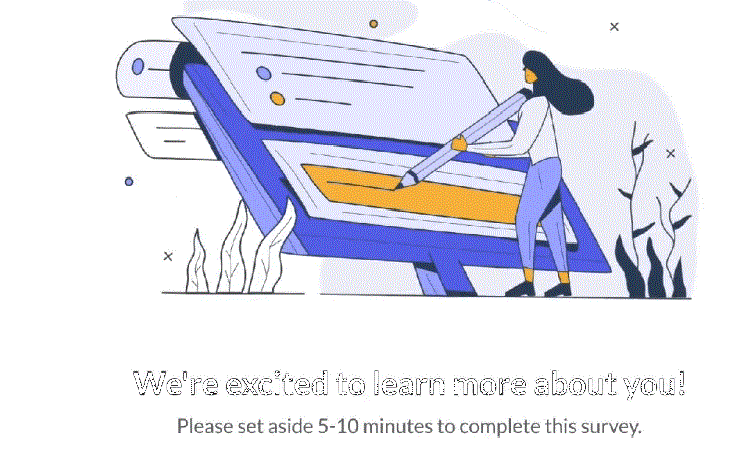 We're excited to learn more about you!
Please set aside 5-10 minutes to complete this survey.